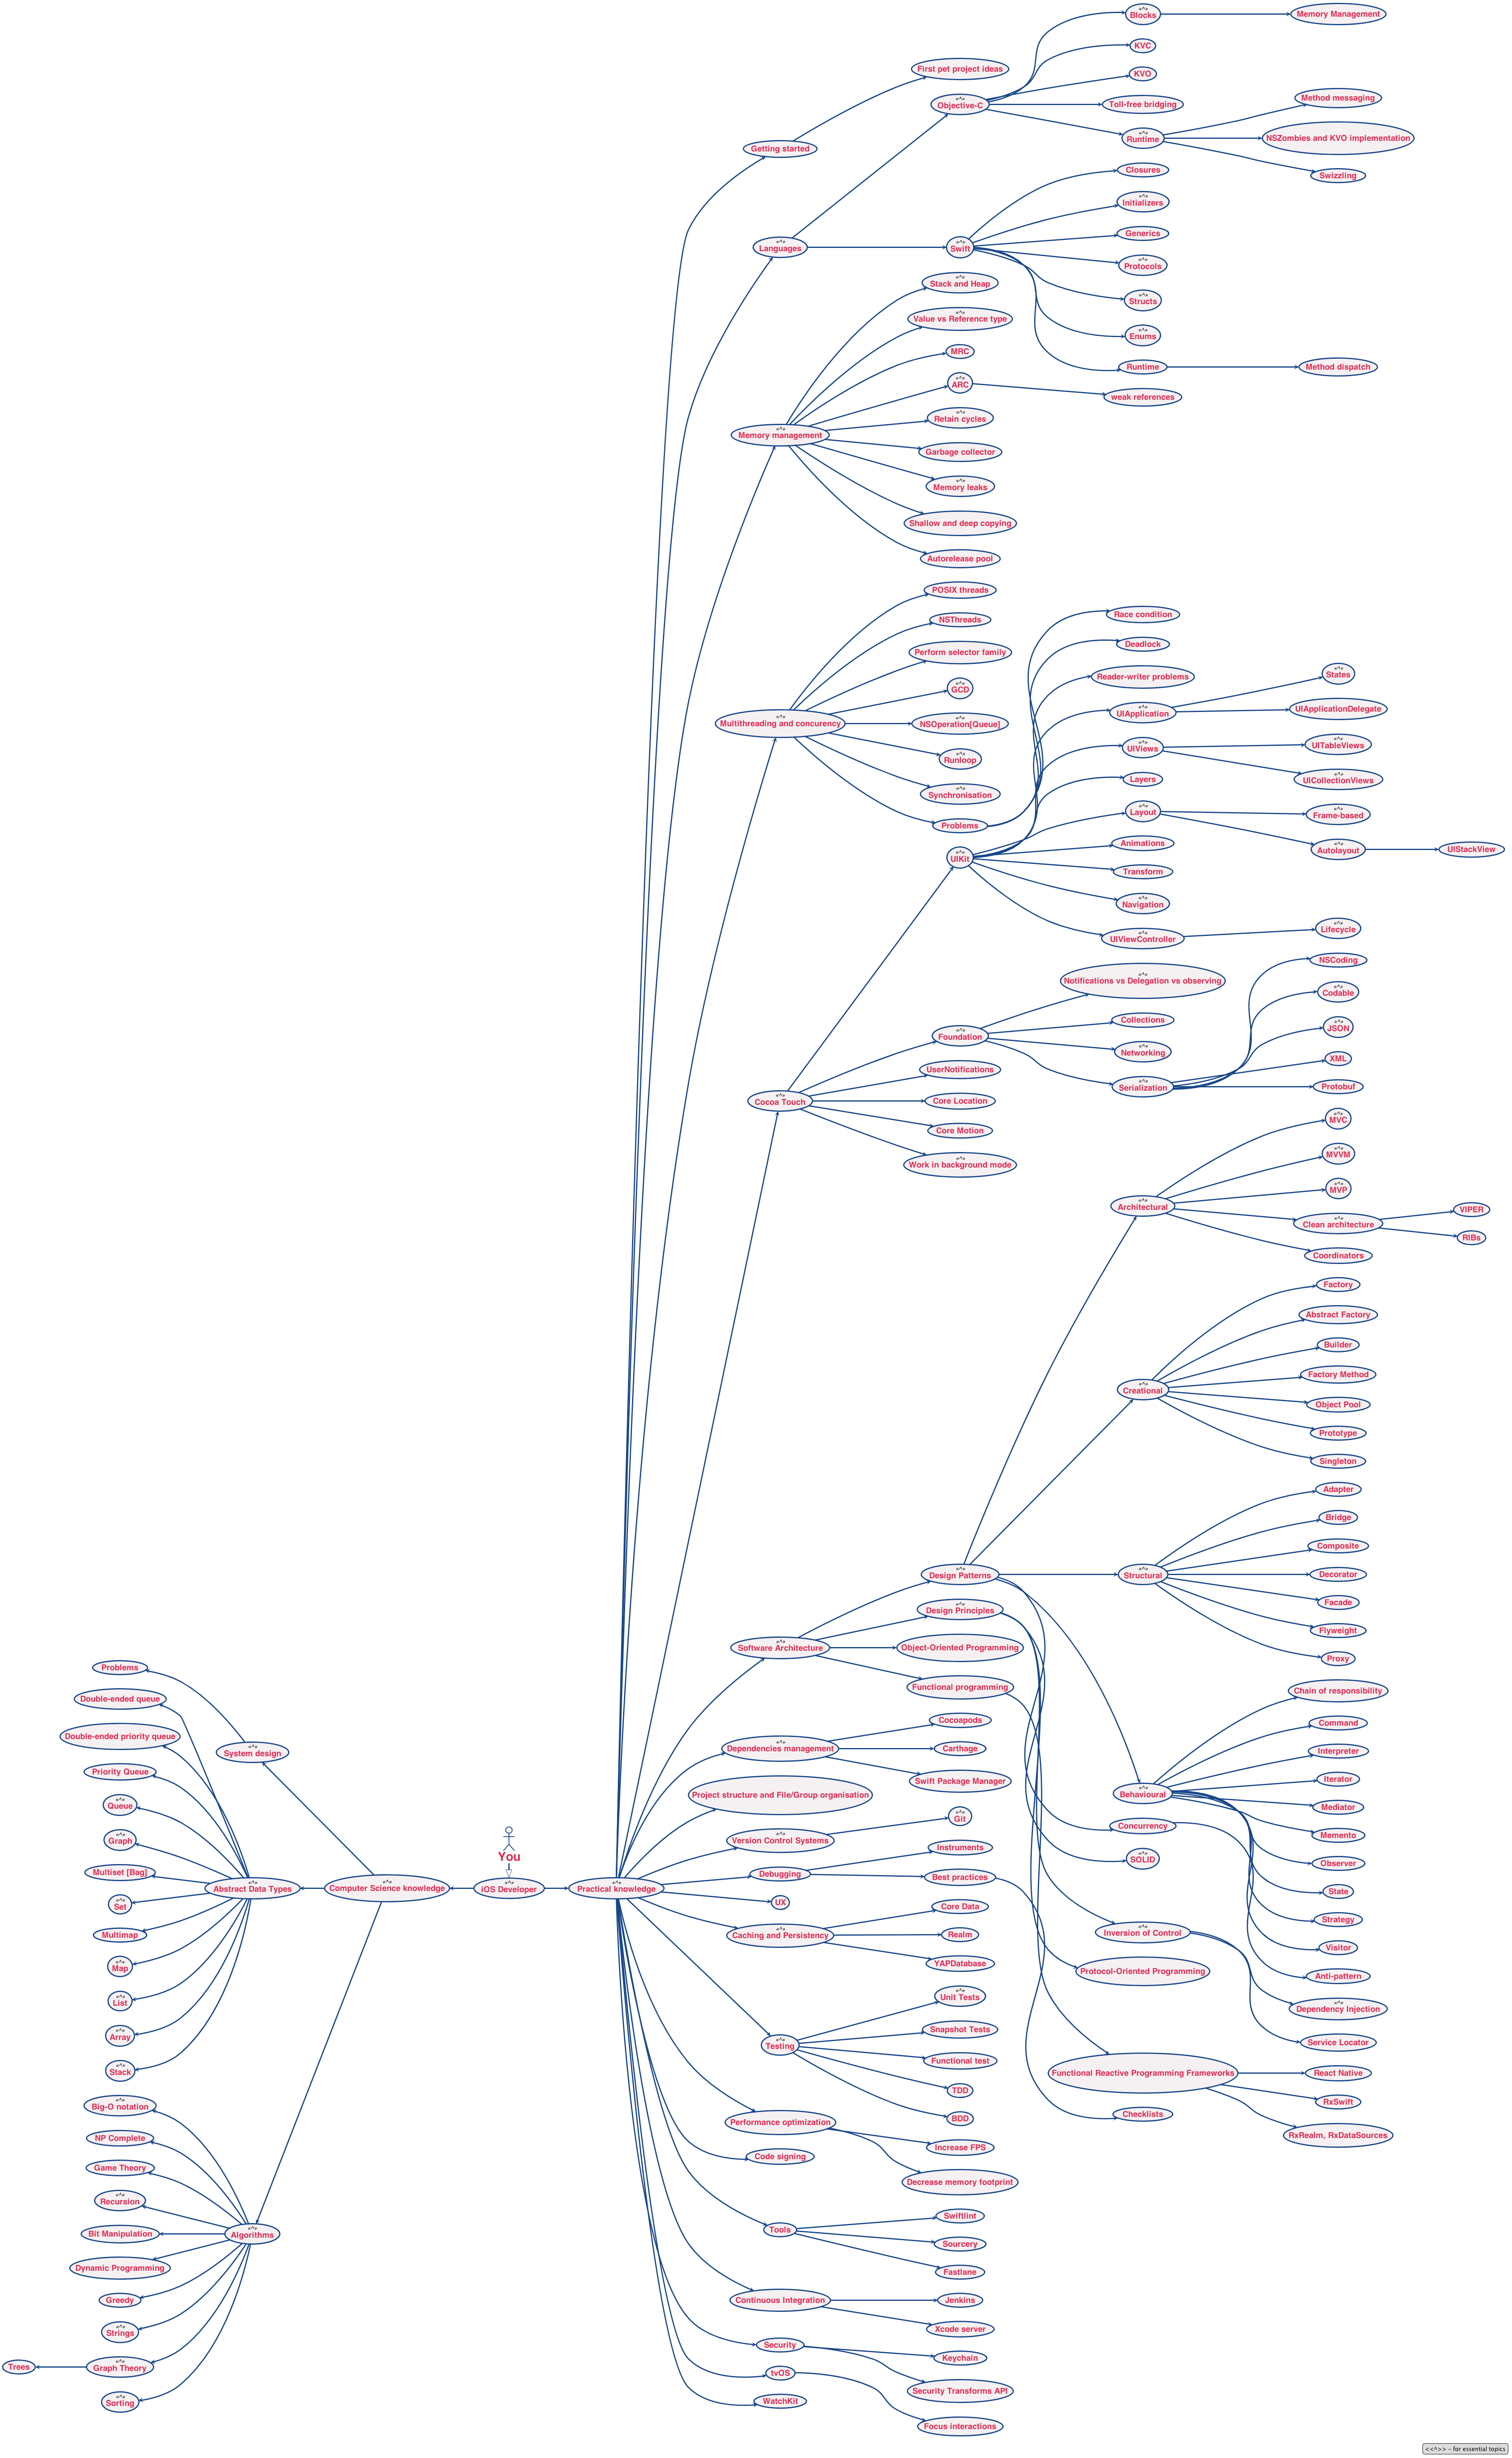 «^»
Blocks
Memory Management
KVC
First pet project ideas
KVO
«^»
Objective-C
Toll-free bridging
Method messaging
«^»
Runtime
NSZombies and KVO implementation
Getting started
Swizzling
«^»
Closures
«^»
Initializers
Generics
«^»
Languages
«^»
Swift
«^»
Protocols
«^»
Stack and Heap
«^»
Structs
«^»
Value vs Reference type
«^»
Enums
MRC
Runtime
Method dispatch
«^»
ARC
weak references
«^»
Retain cycles
«^»
Memory management
Garbage collector
«^»
Memory leaks
Shallow and deep copying
Autorelease pool
POSIX threads
NSThreads
Perform selector family
«^»
GCD
«^»
Multithreading and concurency
«^»
NSOperation[Queue]
«^»
Runloop
«^»
Synchronisation
Problems
Race condition
Deadlock
Reader-writer problems
«^»
States
«^»
UIApplication
UIApplicationDelegate
«^»
UIViews
«^»
UITableViews
Layers
«^»
UICollectionViews
«^»
Layout
«^»
Frame-based
«^»
UIKit
Animations
«^»
Autolayout
UIStackView
Transform
«^»
Navigation
«^»
UIViewController
«^»
Lifecycle
NSCoding
«^»
Notifications vs Delegation vs observing
«^»
Codable
«^»
Foundation
Collections
«^»
JSON
«^»
Networking
XML
UserNotifications
«^»
Serialization
Protobuf
«^»
Cocoa Touch
Core Location
Core Motion
«^»
Work in background mode
«^»
MVC
«^»
MVVM
«^»
MVP
«^»
Architectural
«^»
Clean architecture
VIPER
RIBs
Coordinators
Factory
Abstract Factory
Builder
Factory Method
«^»
Creational
Object Pool
Prototype
Singleton
Adapter
Bridge
Composite
«^»
Design Patterns
«^»
Structural
Decorator
Facade
«^»
Design Principles
Flyweight
«^»
Software Architecture
Object-Oriented Programming
Proxy
«^»
Functional programming
Chain of responsibility
Command
Cocoapods
«^»
Dependencies management
Carthage
Interpreter
Swift Package Manager
Iterator
«^»
Behavioural
Project structure and File/Group organisation
Mediator
«^»
Git
Concurrency
Memento
«^»
Version Control Systems
Instruments
«^»
SOLID
Observer
Debugging
Best practices
State
UX
Core Data
Strategy
«^»
Caching and Persistency
Realm
«^»
Inversion of Control
Visitor
YAPDatabase
Protocol-Oriented Programming
Anti-pattern
«^»
Unit Tests
«^»
Dependency Injection
Snapshot Tests
«^»
Testing
Service Locator
Functional test
Functional Reactive Programming Frameworks
React Native
TDD
RxSwift
BDD
Checklists
«^»
Performance optimization
RxRealm, RxDataSources
Increase FPS
Code signing
Decrease memory footprint
Swiftlint
Tools
Sourcery
Fastlane
Continuous Integration
Jenkins
Xcode server
Security
Keychain
tvOS
Security Transforms API
WatchKit
Focus interactions
You
«^»
iOS Developer
«^»
Practical knowledge
«^»
Computer Science knowledge
Problems
Double-ended queue
Double-ended priority queue
«^»
System design
Priority Queue
«^»
Queue
«^»
Graph
Multiset [Bag]
«^»
Abstract Data Types
«^»
Set
Multimap
«^»
Map
«^»
List
«^»
Array
«^»
Stack
«^»
Big-O notation
NP Complete
Game Theory
«^»
Recursion
«^»
Algorithms
Bit Manipulation
Dynamic Programming
Greedy
«^»
Strings
Trees
«^»
Graph Theory
«^»
Sorting
<<^>> – for essential topics